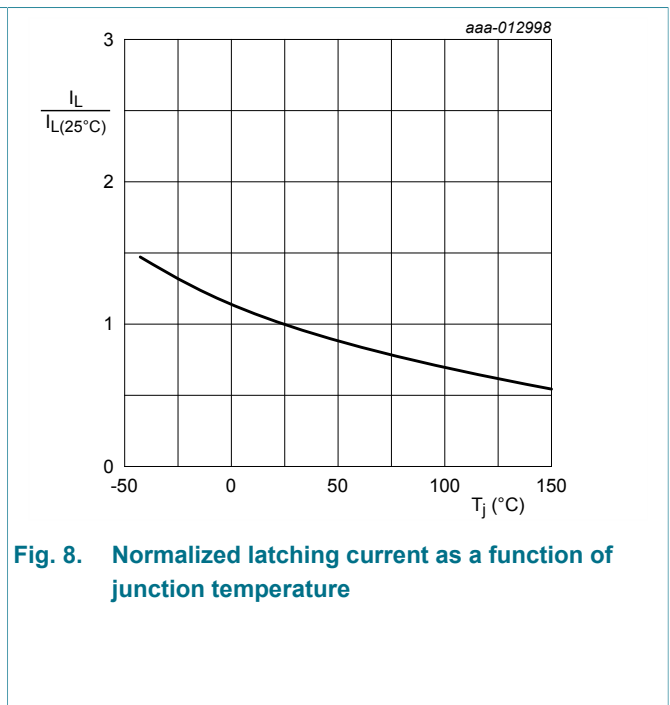 aaa-012998
3
I_L
I_L(25°C)
2
1
0
-50 0 50 100 150
T_j (°C)
Fig. 8. Normalized latching current as a function of
junction temperature